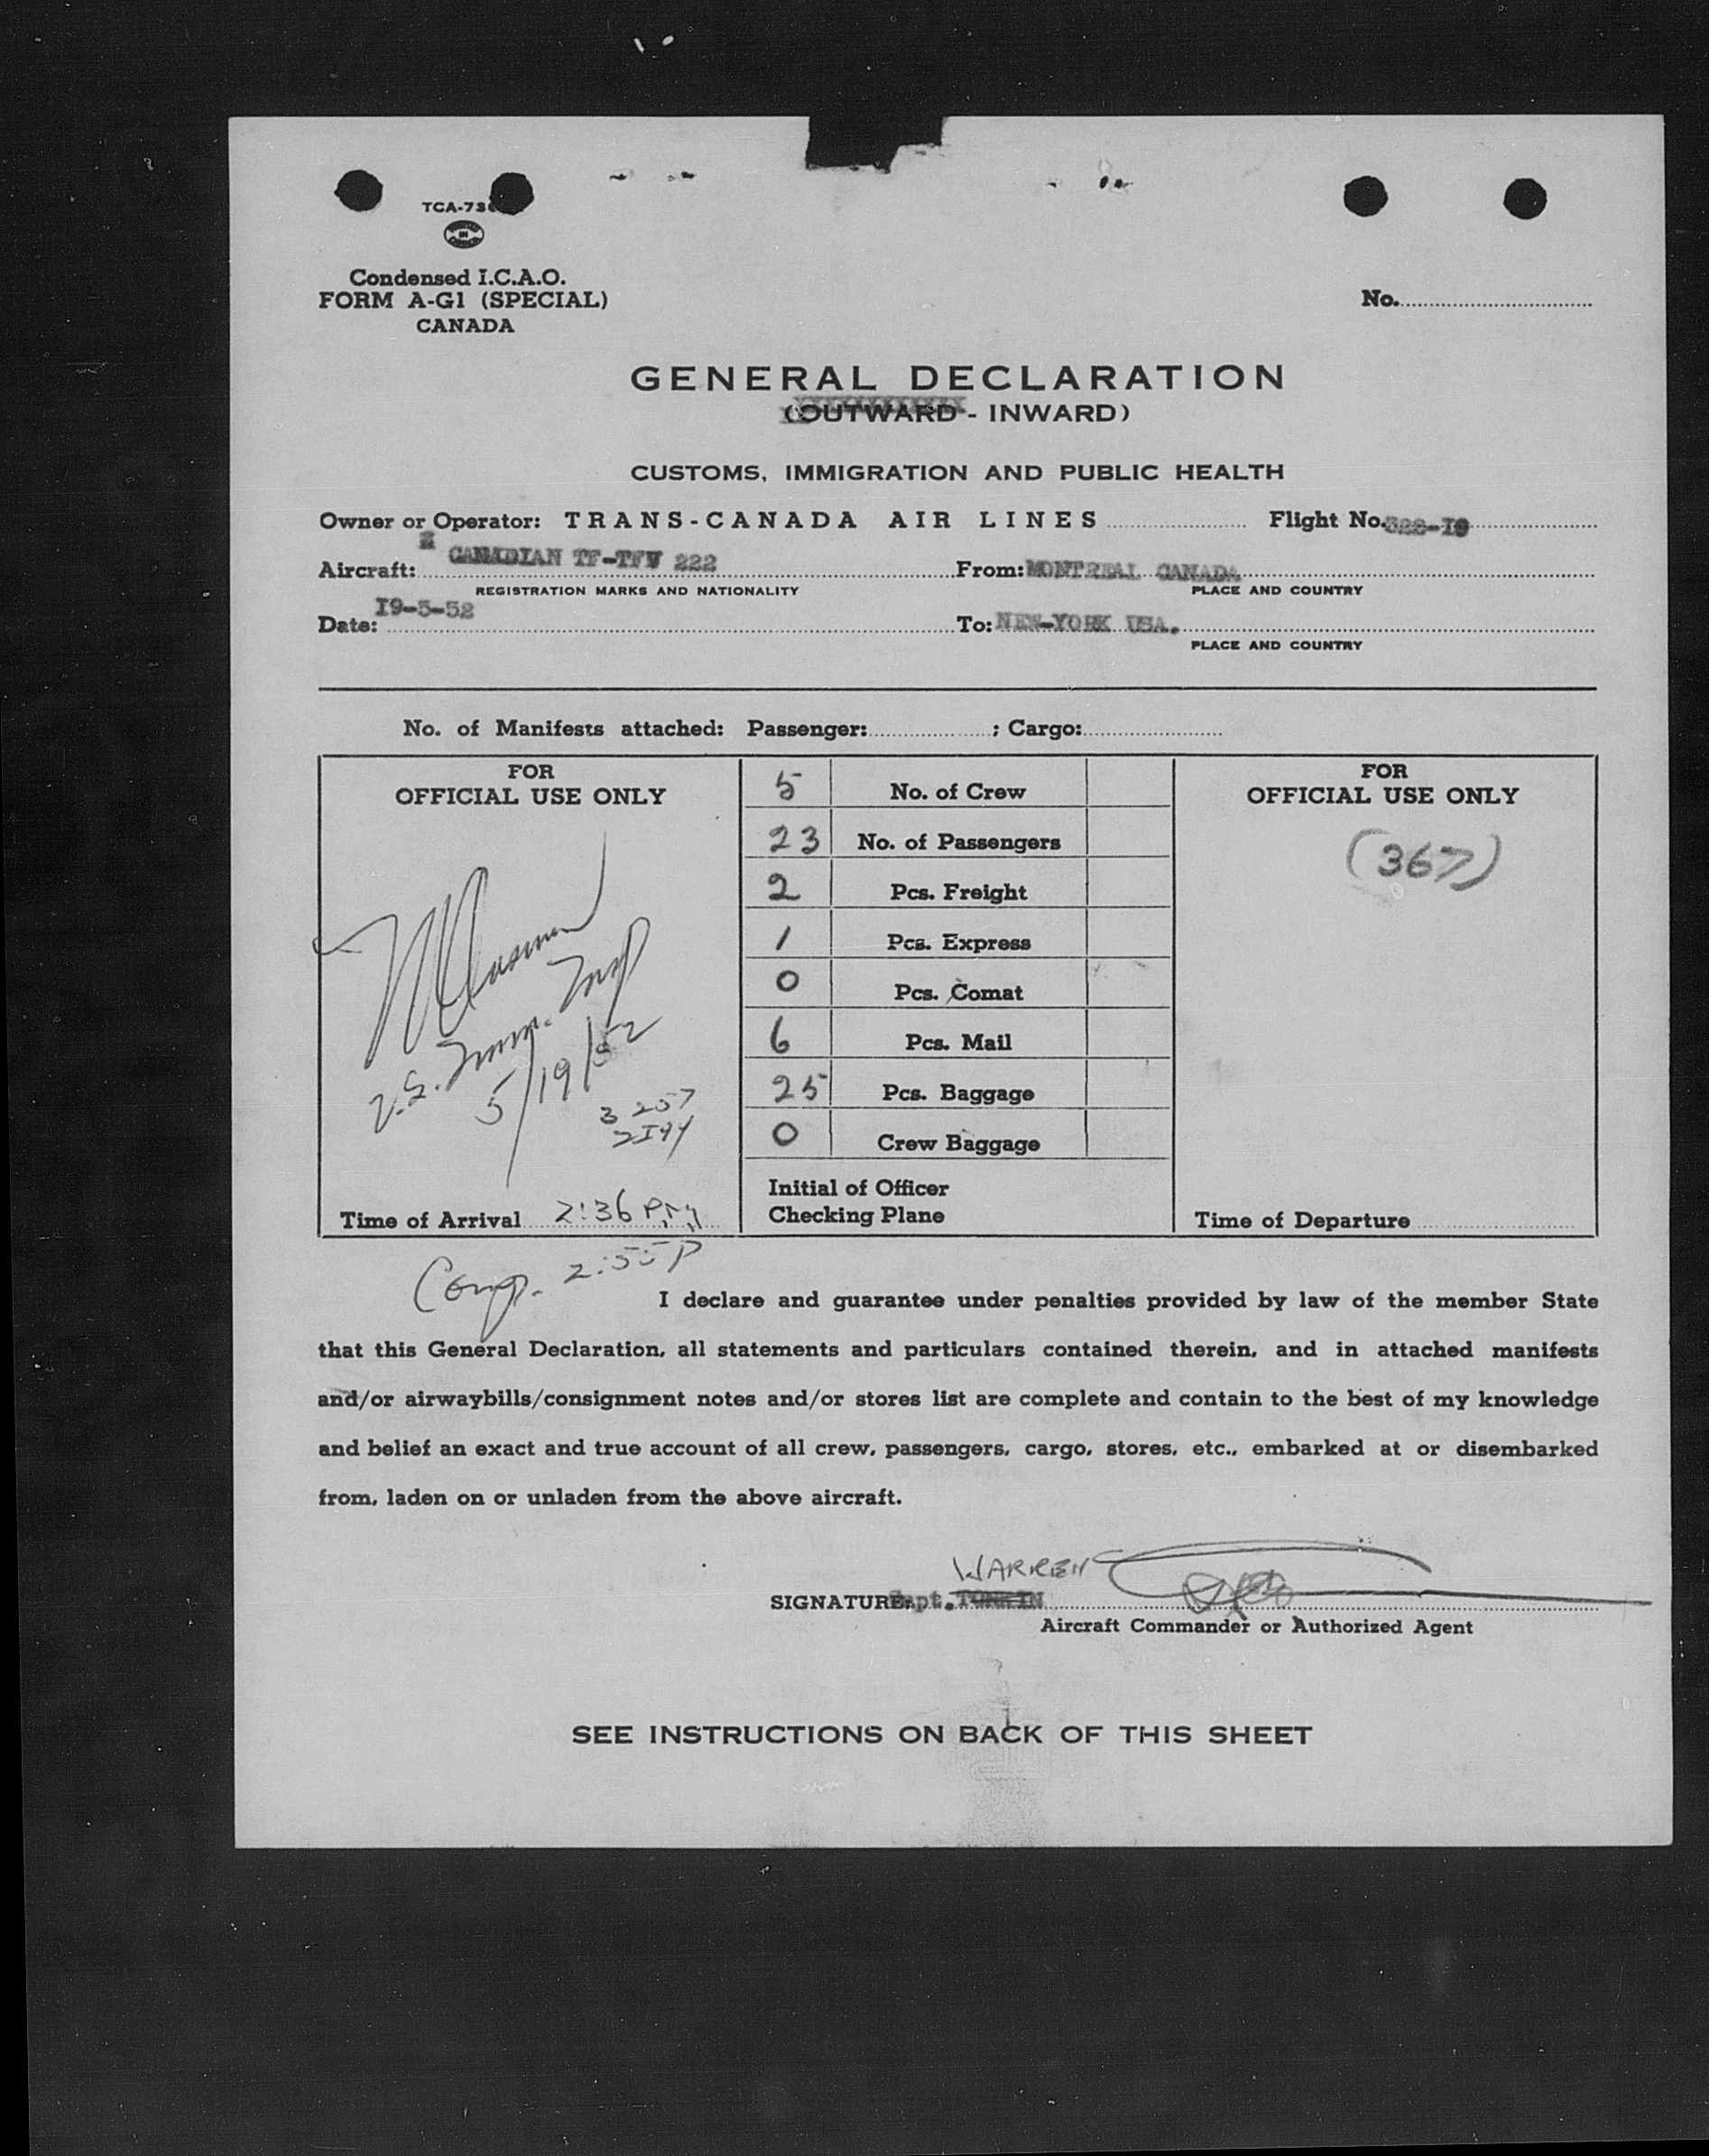 Condensed I.C.A.O.
FORM A-G1 (SPECIAL)
CANADA
No.
GENERAL DECLARATION
(OUTWARD - INWARD)
CUSTOMS, IMMIGRATION AND PUBLIC HEALTH
Owner or Operator: TRANS-CANADA AIR LINES Flight No.
Aircraft: CANADIAN TF-TFW 222 From: MONTREAL CANADA
REGISTRATION MARKS AND NATIONALITY PLACE AND COUNTRY
Date: I9-5-52 To: NEW-YORK USA.
PLACE AND COUNTRY
No. of Manifests attached: Passenger: ; Cargo:
FOR
OFFICIAL USE ONLY
U.S. Imm. Insp
5/19/52
Time of Arrival 2:36 PM
Comp. 2:55P
5 No. of Crew
23 No. of Passengers
2 Pcs. Freight
1 Pcs. Express
0 Pcs. Comat
6 Pcs. Mail
25 Pcs. Baggage
0 Crew Baggage
Initial of Officer
Checking Plane
FOR
OFFICIAL USE ONLY
(367)
Time of Departure
I declare and guarantee under penalties provided by law of the member State
that this General Declaration, all statements and particulars contained therein, and in attached manifests
and/or airwaybills/consignment notes and/or stores list are complete and contain to the best of my knowledge
and belief an exact and true account of all crew, passengers, cargo, stores, etc., embarked at or disembarked
from, laden on or unladen from the above aircraft.
WARREN
SIGNATURE: Capt.
Aircraft Commander or Authorized Agent
SEE INSTRUCTIONS ON BACK OF THIS SHEET